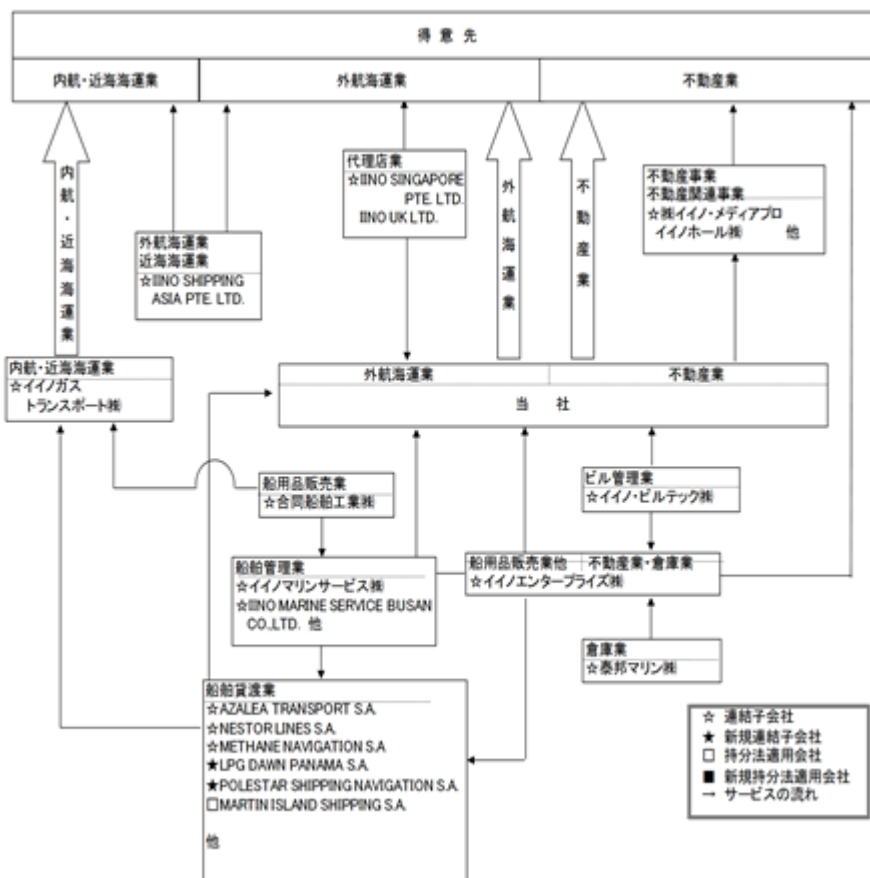 得意先
内航・近海海運業
外航海運業
不動産業
内航・近海海運業
外航海運業
近海海運業
☆IINO SHIPPING
ASIA PTE. LTD.
代理店業
☆IINO SINGAPORE
PTE. LTD.
IINO UK LTD.
外航海運業
不動産業
不動産事業
不動産関連事業
☆㈱イイノ・メディアプロ
イイノホール㈱ 他
内航・近海海運業
☆イイノガス
トランスポート㈱
外航海運業
不動産業
当社
船用品販売業
☆合同船舶工業㈱
ビル管理業
☆イイノ・ビルテック㈱
船舶管理業
☆イイノマリンサービス㈱
☆IINO MARINE SERVICE BUSAN
CO.,LTD. 他
船用品販売業他 不動産業・倉庫業
☆イイノエンタープライズ㈱
倉庫業
☆泰邦マリン㈱
船舶貸渡業
☆AZALEA TRANSPORT S.A.
☆NESTOR LINES S.A.
☆METHANE NAVIGATION S.A
★LPG DAWN PANAMA S.A.
★POLESTAR SHIPPING NAVIGATION S.A.
□MARTIN ISLAND SHIPPING S.A.
他
☆ 連結子会社
★ 新規連結子会社
□ 持分法適用会社
■ 新規持分法適用会社
→ サービスの流れ